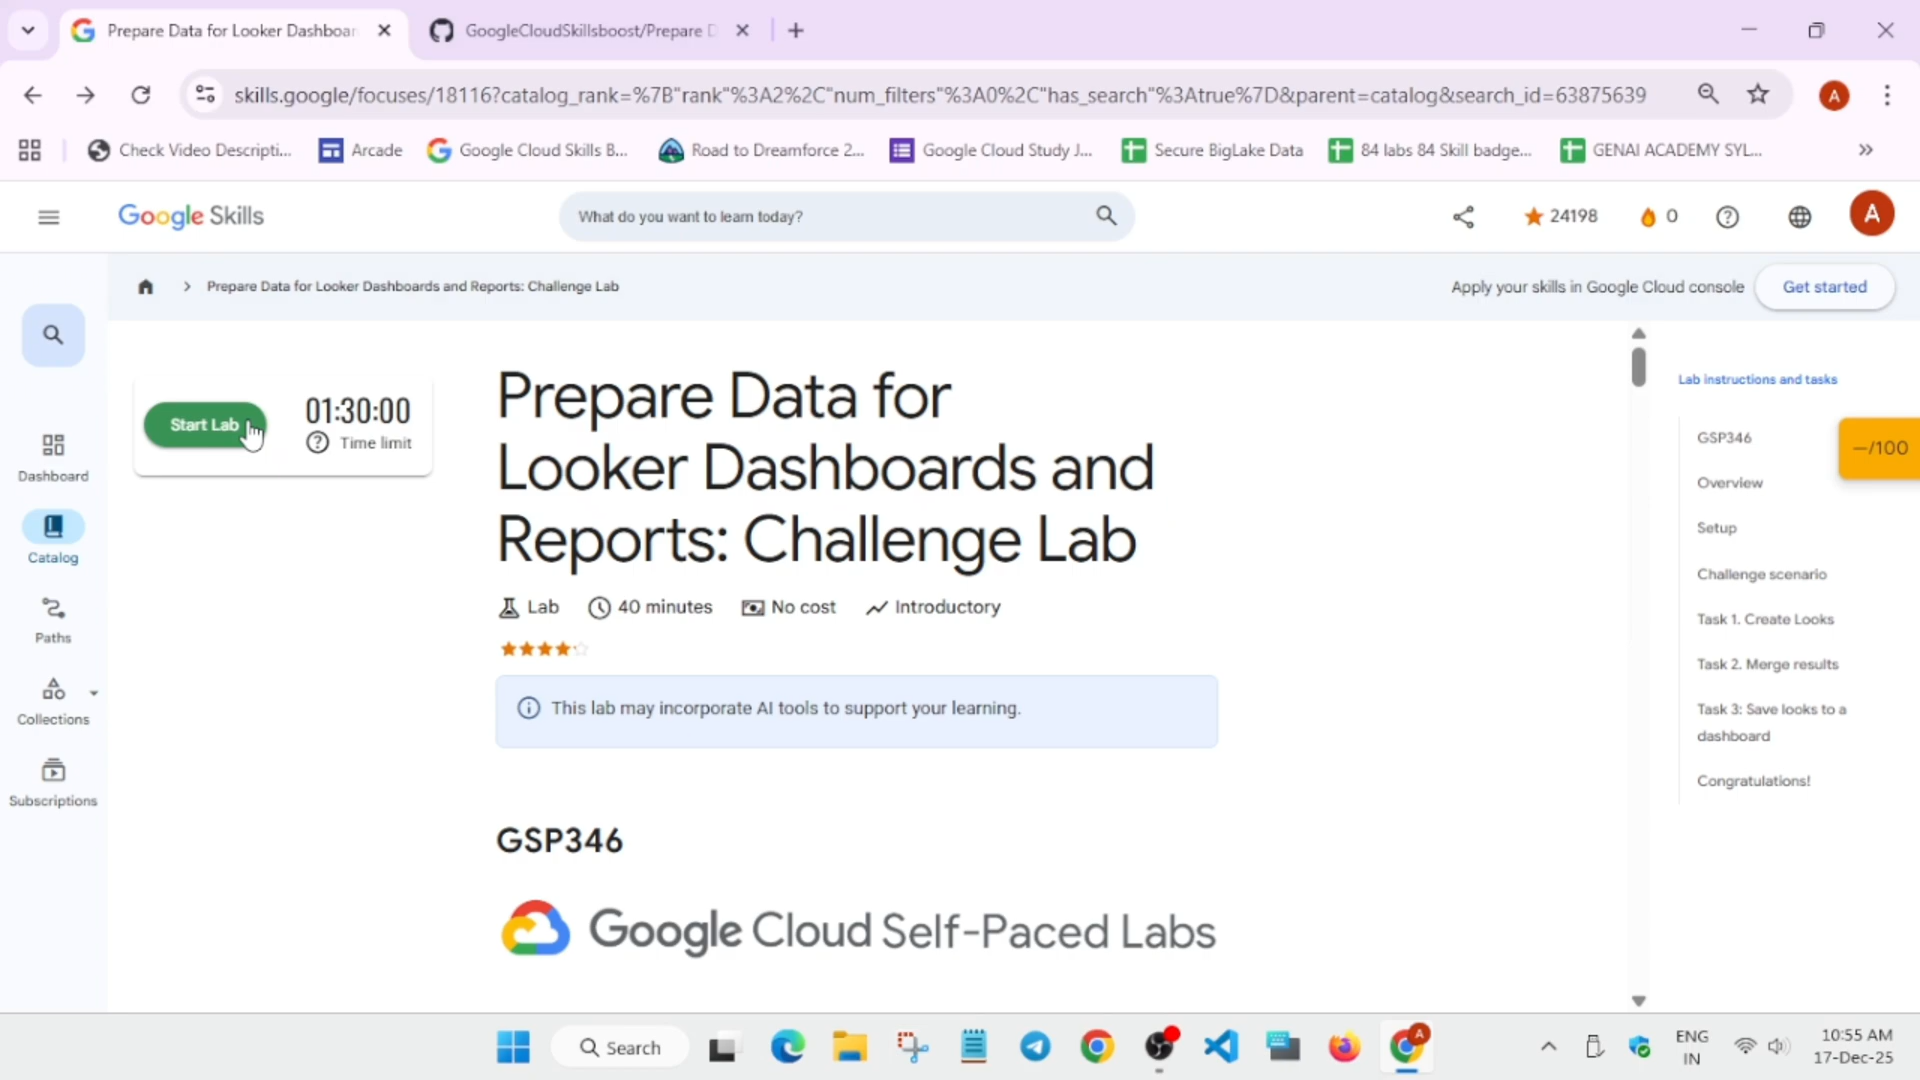 Prepare Data for Looker Dashboar
GoogleCloudSkillsboost/Prepare D
skills.google/focuses/18116?catalog_rank=%7B"rank"%3A2%2C"num_filters"%3A0%2C"has_search"%3Atrue%7D&parent=catalog&search_id=63875639
A
Check Video Descripti...
Arcade
Google Cloud Skills B...
Road to Dreamforce 2...
Google Cloud Study J...
Secure BigLake Data
84 labs 84 Skill badge...
GENAI ACADEMY SYL...
Google Skills
What do you want to learn today?
24198
0
A
Prepare Data for Looker Dashboards and Reports: Challenge Lab
Apply your skills in Google Cloud console
Get started
Start Lab
01:30:00
Time limit
Dashboard
Catalog
Paths
Collections
Subscriptions
Prepare Data for
Looker Dashboards and
Reports: Challenge Lab
Lab
40 minutes
No cost
Introductory
This lab may incorporate AI tools to support your learning.
GSP346
Google Cloud Self-Paced Labs
Lab instructions and tasks
GSP346
Overview
Setup
Challenge scenario
Task 1. Create Looks
Task 2. Merge results
Task 3: Save looks to a
dashboard
Congratulations!
—/100
Search
A
ENG
IN
10:55 AM
17-Dec-25